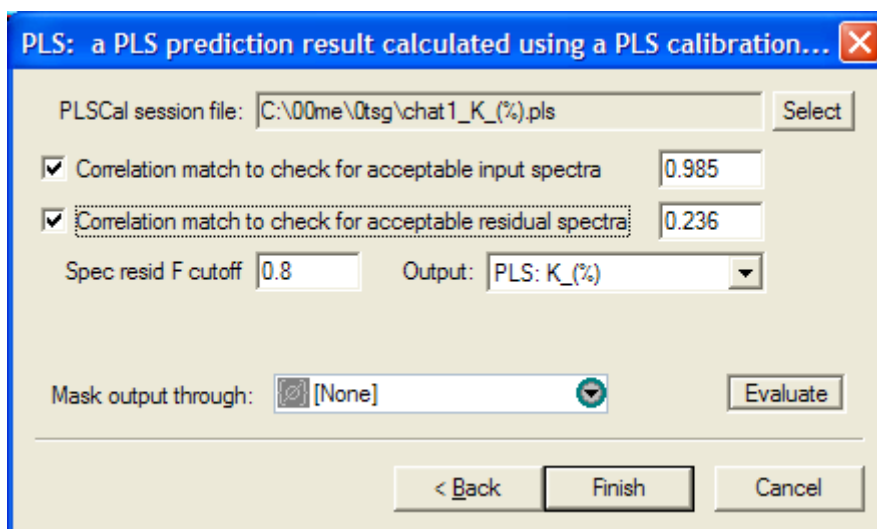 PLS: a PLS prediction result calculated using a PLS calibration...
PLSCal session file: C:\00me\0tsg\chat1_K_(%).pls Select
Correlation match to check for acceptable input spectra 0.985
Correlation match to check for acceptable residual spectra 0.236
Spec resid F cutoff 0.8 Output: PLS: K_(%)
Mask output through: [None] Evaluate
< Back Finish Cancel